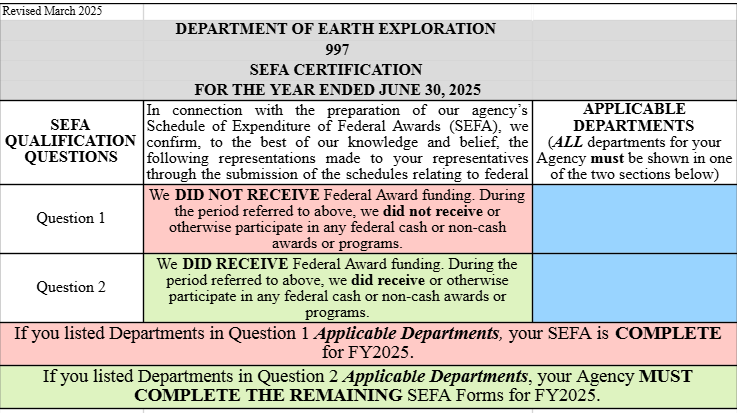 Revised March 2025
DEPARTMENT OF EARTH EXPLORATION
997
SEFA CERTIFICATION
FOR THE YEAR ENDED JUNE 30, 2025
SEFA
QUALIFICATION
QUESTIONS
In connection with the preparation of our agency's
Schedule of Expenditure of Federal Awards (SEFA), we
confirm, to the best of our knowledge and belief, the
following representations made to your representatives
through the submission of the schedules relating to federal
APPLICABLE
DEPARTMENTS
(ALL departments for your
Agency must be shown in one
of the two sections below)
Question 1
We DID NOT RECEIVE Federal Award funding. During
the period referred to above, we did not receive or
otherwise participate in any federal cash or non-cash
awards or programs.
Question 2
We DID RECEIVE Federal Award funding. During the
period referred to above, we did receive or otherwise
participate in any federal cash or non-cash awards or
programs.
If you listed Departments in Question 1 Applicable Departments, your SEFA is COMPLETE
for FY2025.
If you listed Departments in Question 2 Applicable Departments, your Agency MUST
COMPLETE THE REMAINING SEFA Forms for FY2025.